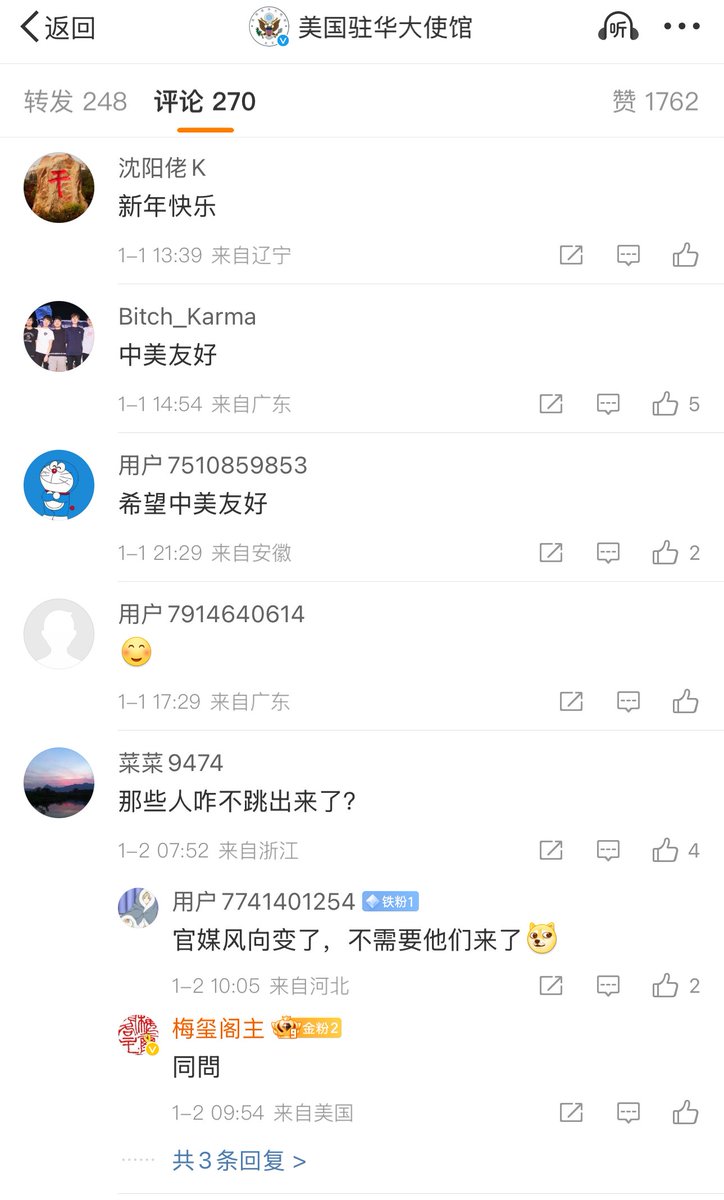 返回
美国驻华大使馆
听
转发 248 评论 270 赞 1762
沈阳佬K
新年快乐
1-1 13:39 来自辽宁
Bitch_Karma
中美友好
1-1 14:54 来自广东 5
用户7510859853
希望中美友好
1-1 21:29 来自安徽 2
用户7914640614
1-1 17:29 来自广东
菜菜9474
那些人咋不跳出来了?
1-2 07:52 来自浙江 4
用户7741401254 铁粉1
官媒风向变了，不需要他们来了
1-2 10:05 来自河北 2
梅玺阁主 金粉2
同問
1-2 09:54 来自美国
共3条回复 >